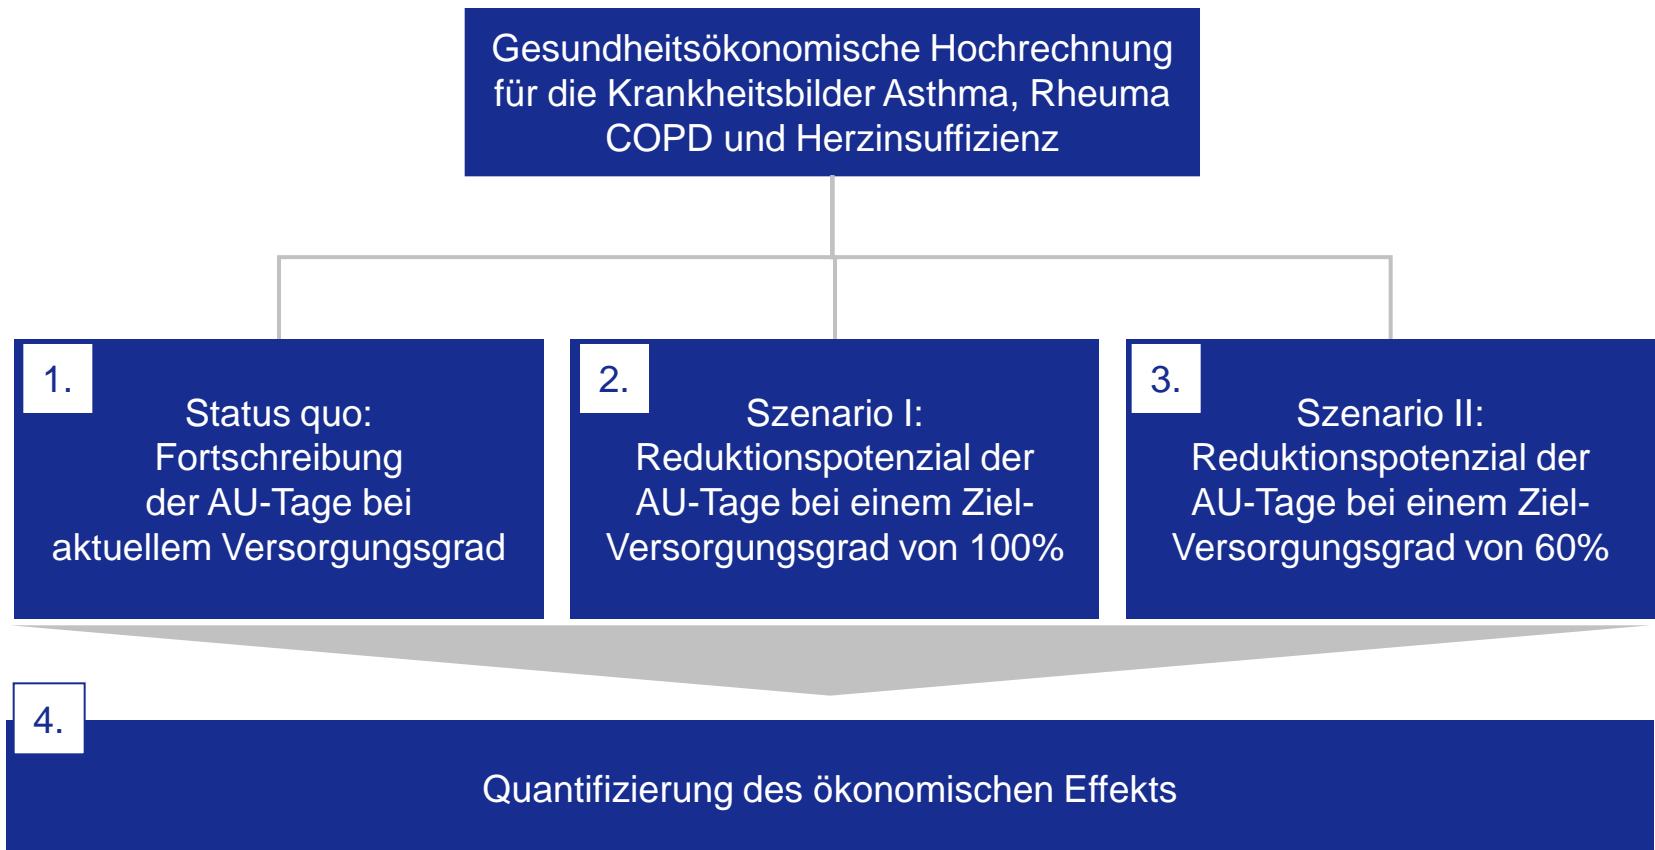 Gesundheitsökonomische Hochrechnung
für die Krankheitsbilder Asthma, Rheuma
COPD und Herzinsuffizienz
1.
Status quo:
Fortschreibung
der AU-Tage bei
aktuellem Versorgungsgrad
2.
Szenario I:
Reduktionspotenzial der
AU-Tage bei einem Ziel-
Versorgungsgrad von 100%
3.
Szenario II:
Reduktionspotenzial der
AU-Tage bei einem Ziel-
Versorgungsgrad von 60%
4.
Quantifizierung des ökonomischen Effekts